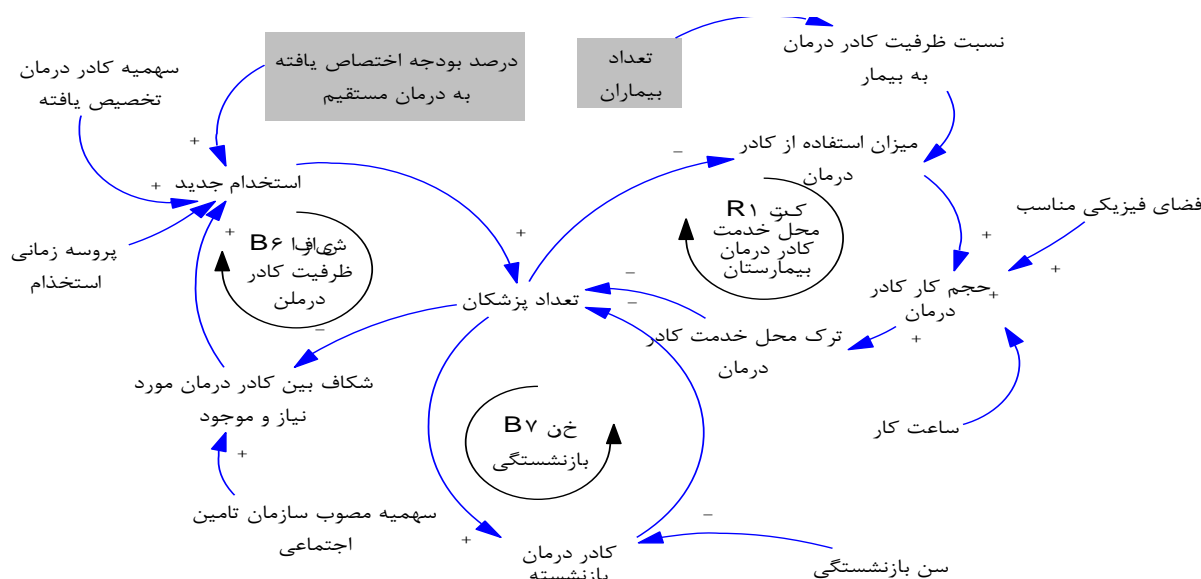 نسبت ظرفیت کادر درمان
به بیمار
تعداد
بیماران
درصد بودجه اختصاص یافته
به درمان مستقیم
سهمیه کادر درمان
تخصیص یافته
+
+
استخدام جدید
میزان استفاده از کادر
درمان
–
فضای فیزیکی مناسب
+
+
R۱
محل خدمت
کادر درمان
بیمارستان
B۶
ظرفیت کادر
درملن
+
+
پروسه زمانی
استخذام
+
حجم کار کادر
درمان
+
–
–
تعداد پزشکان
ترک محل خدمت کادر
درمان
+
–
شکاف بین کادر درمان مورد
نیاز و موجود
B۷
بازنشستگی
ساعت کار
+
سهمیه مصوب سازمان تامین
اجتماعی
–
+
کادر درمان
بازنشسته
سن بازنشستگی